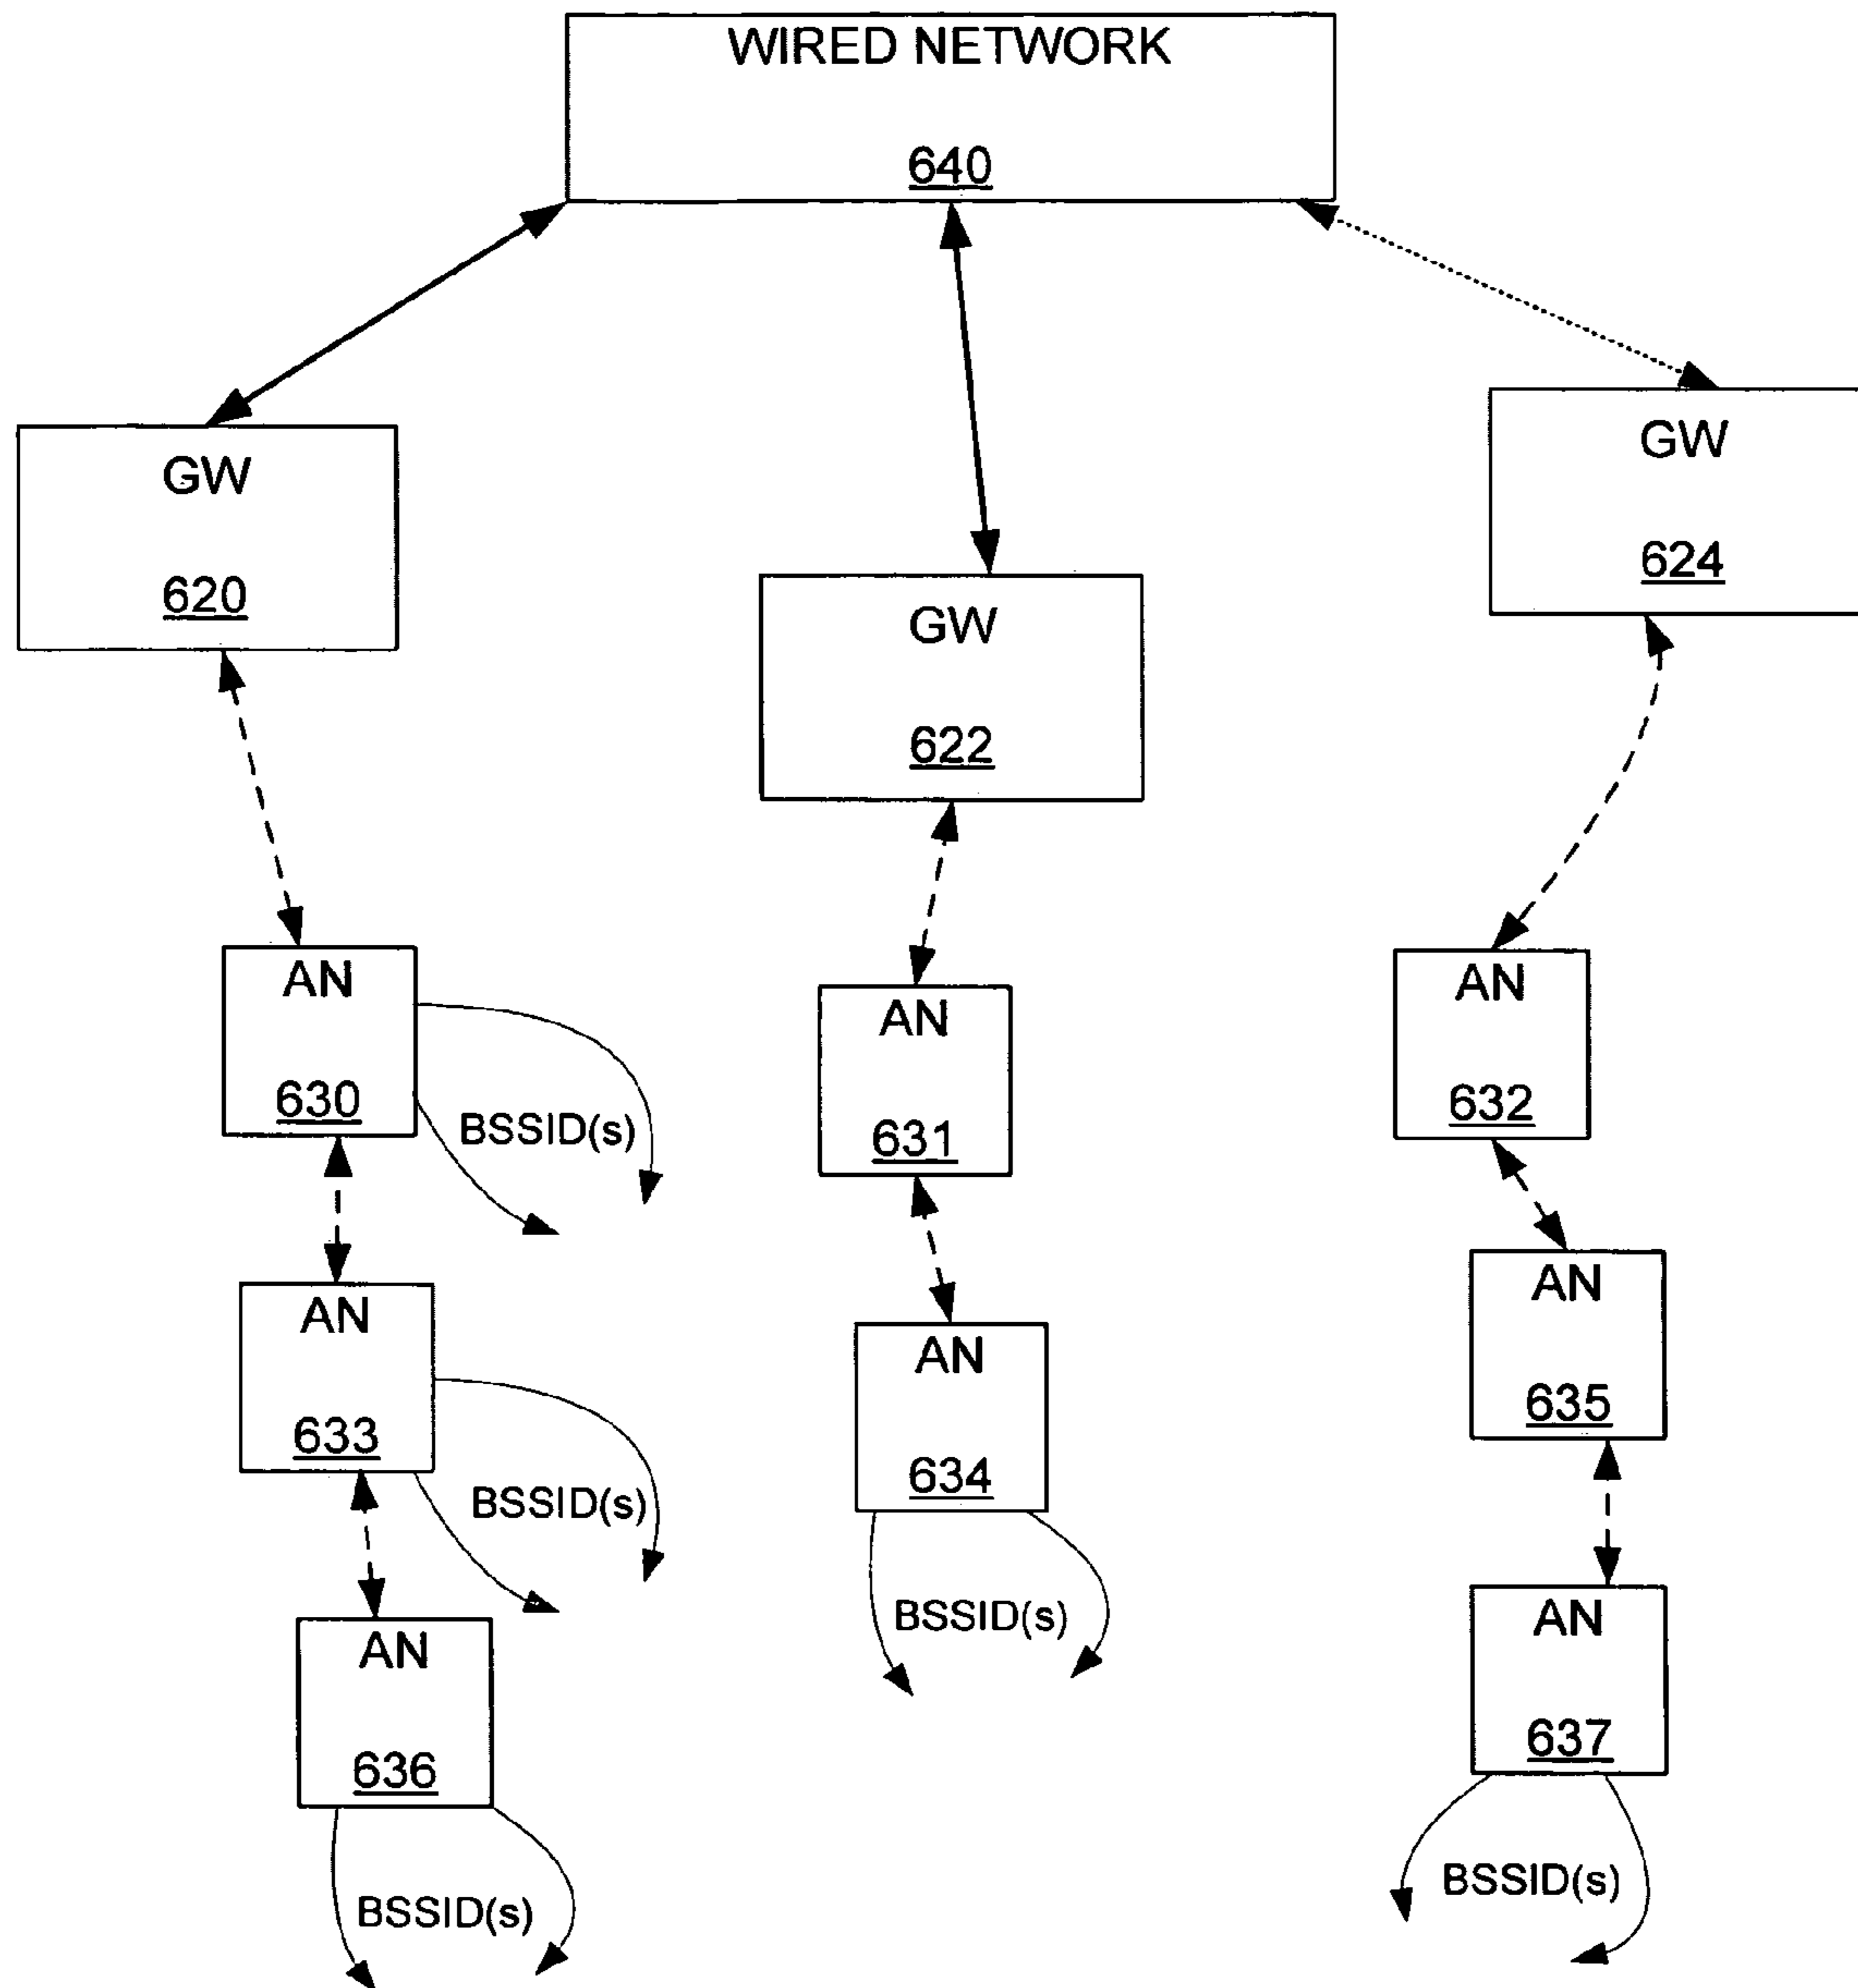 WIRED NETWORK
640
GW
620
GW
622
GW
624
AN
630
BSSID(s)
AN
631
AN
632
AN
633
BSSID(s)
AN
634
BSSID(s)
AN
635
AN
636
BSSID(s)
AN
637
BSSID(s)